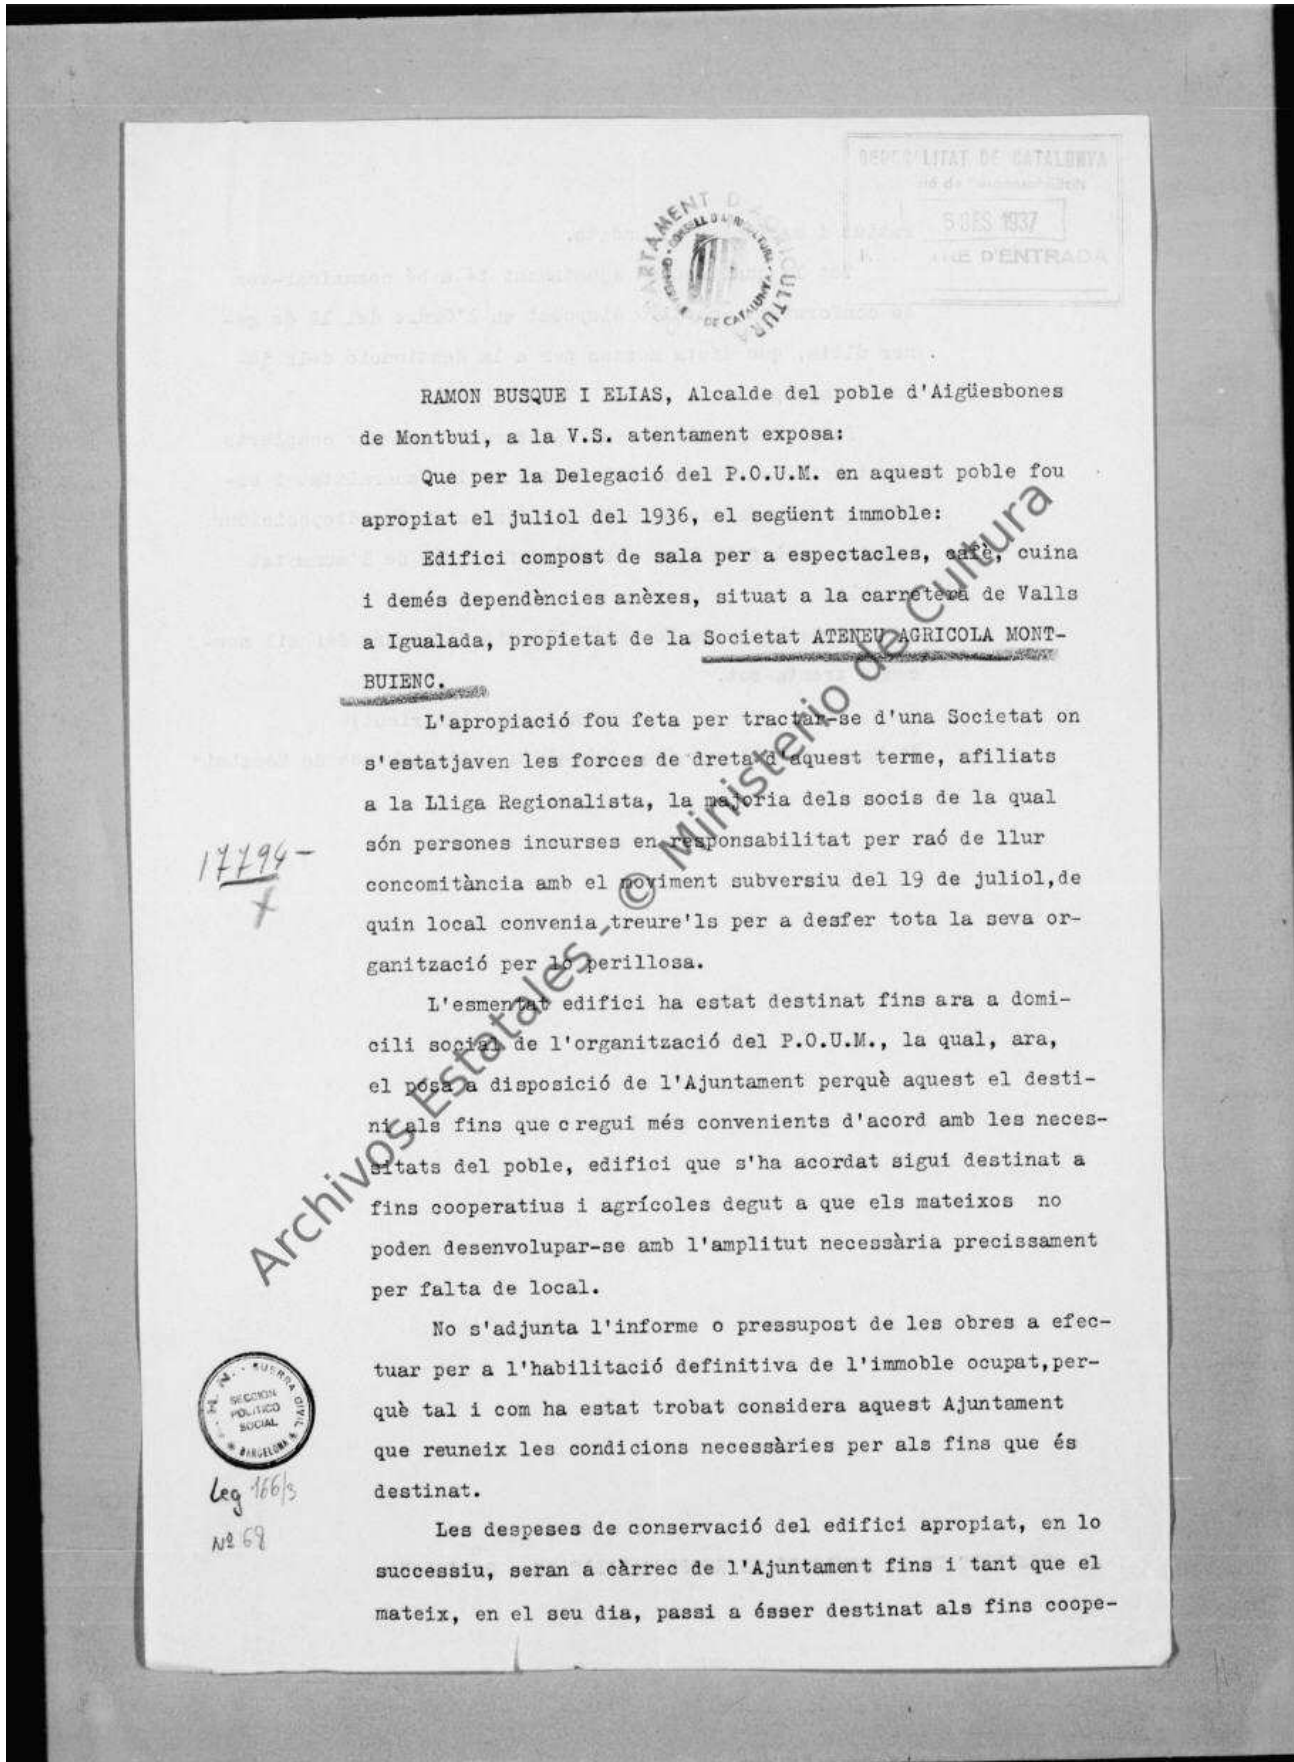 GENERALITAT DE CATALUNYA
DES 1937
D'ENTRADA
DEPARTAMENT D'AGRICULTURA
DE CATALUNYA
RAMON BUSQUE I ELIAS, Alcalde del poble d'Aigüesbones
de Montbui, a la V.S. atentament exposa:
Que per la Delegació del P.O.U.M. en aquest poble fou
apropiat el juliol del 1936, el següent immoble:
Edifici compost de sala per a espectacles, cafè, cuina
i demés dependències anèxes, situat a la carretera de Valls
a Igualada, propietat de la Societat ATENEU AGRICOLA MONT-
BUIENC.
L'apropiació fou feta per tractar-se d'una Societat on
s'estatjaven les forces de dreta d'aquest terme, afiliats
a la Lliga Regionalista, la majoria dels socis de la qual
són persones incurses en responsabilitat per raó de llur
concomitància amb el moviment subversiu del 19 de juliol,de
quin local convenia treure'ls per a desfer tota la seva or-
ganització per lo perillosa.
17794-
L'esmentat edifici ha estat destinat fins ara a domi-
cili social de l'organització del P.O.U.M., la qual, ara,
el posa a disposició de l'Ajuntament perquè aquest el desti-
ni als fins que c regui més convenients d'acord amb les neces-
sitats del poble, edifici que s'ha acordat sigui destinat a
fins cooperatius i agrícoles degut a que els mateixos no
poden desenvolupar-se amb l'amplitut necessària precissament
per falta de local.
No s'adjunta l'informe o pressupost de les obres a efec-
tuar per a l'habilitació definitiva de l'immoble ocupat,per-
què tal i com ha estat trobat considera aquest Ajuntament
que reuneix les condicions necessàries per als fins que és
destinat.
Les despeses de conservació del edifici apropiat, en lo
successiu, seran a càrrec de l'Ajuntament fins i tant que el
mateix, en el seu dia, passi a ésser destinat als fins coope-
GUERRA CIVIL
SECCION
POLITICO
SOCIAL
BARCELONA
Leg 166/3
Nº 68
Archivos Estatales - © Ministerio de Cultura